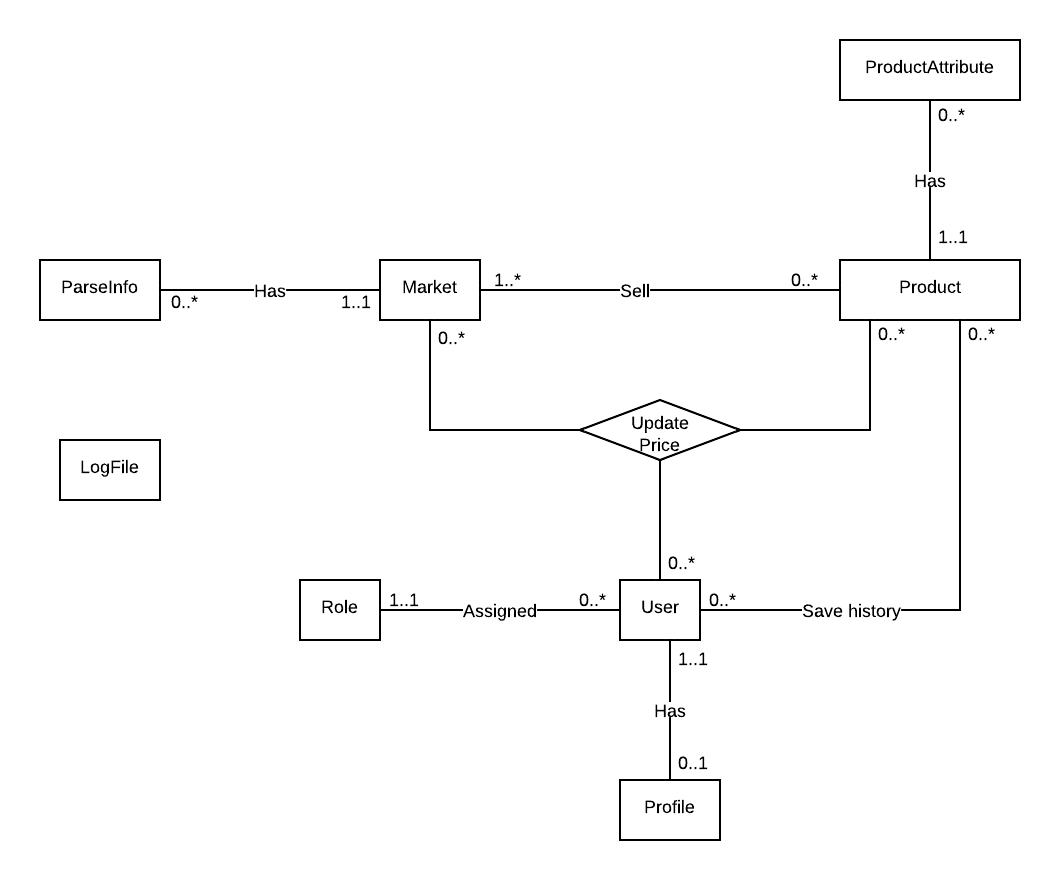 ProductAttribute
0..*
Has
1..1
ParseInfo
0..*
Has
1..1
Market
1..*
Sell
0..*
Product
0..*
0..*
0..*
Update
Price
LogFile
0..*
Role
1..1
Assigned
0..*
User
0..*
Save history
1..1
Has
0..1
Profile